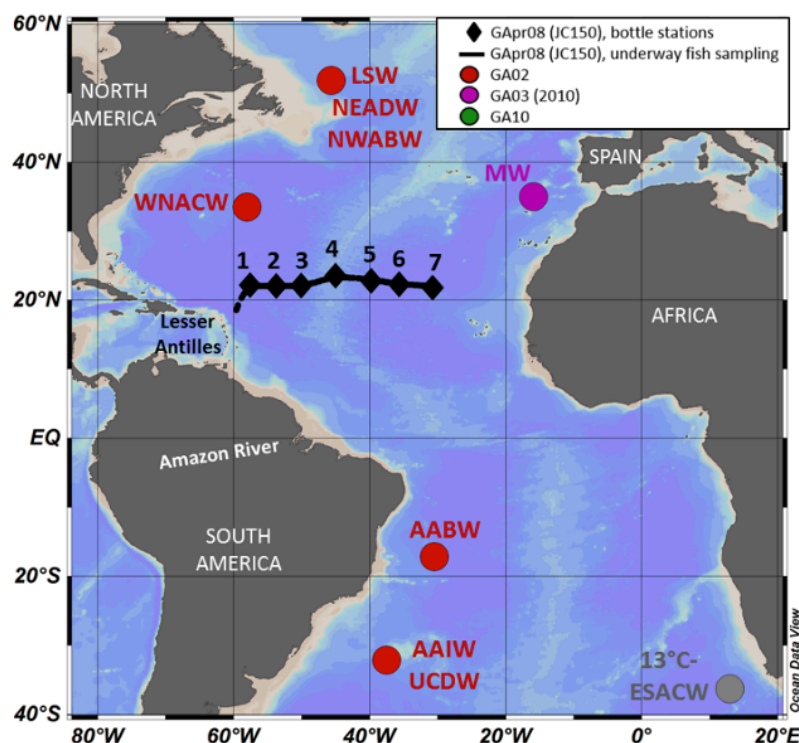 60°N
40°N
20°N
EQ
20°S
40°S
80°W
60°W
40°W
20°W
0°
20°E
GApr08 (JC150), bottle stations
GApr08 (JC150), underway fish sampling
GA02
GA03 (2010)
GA10
NORTH
AMERICA
LSW
NEADW
NWABW
SPAIN
MW
WNACW
1 2 3 4 5 6 7
Lesser
Antilles
AFRICA
Amazon River
SOUTH
AMERICA
AABW
AAIW
UCDW
13°C-
ESACW
Ocean Data View